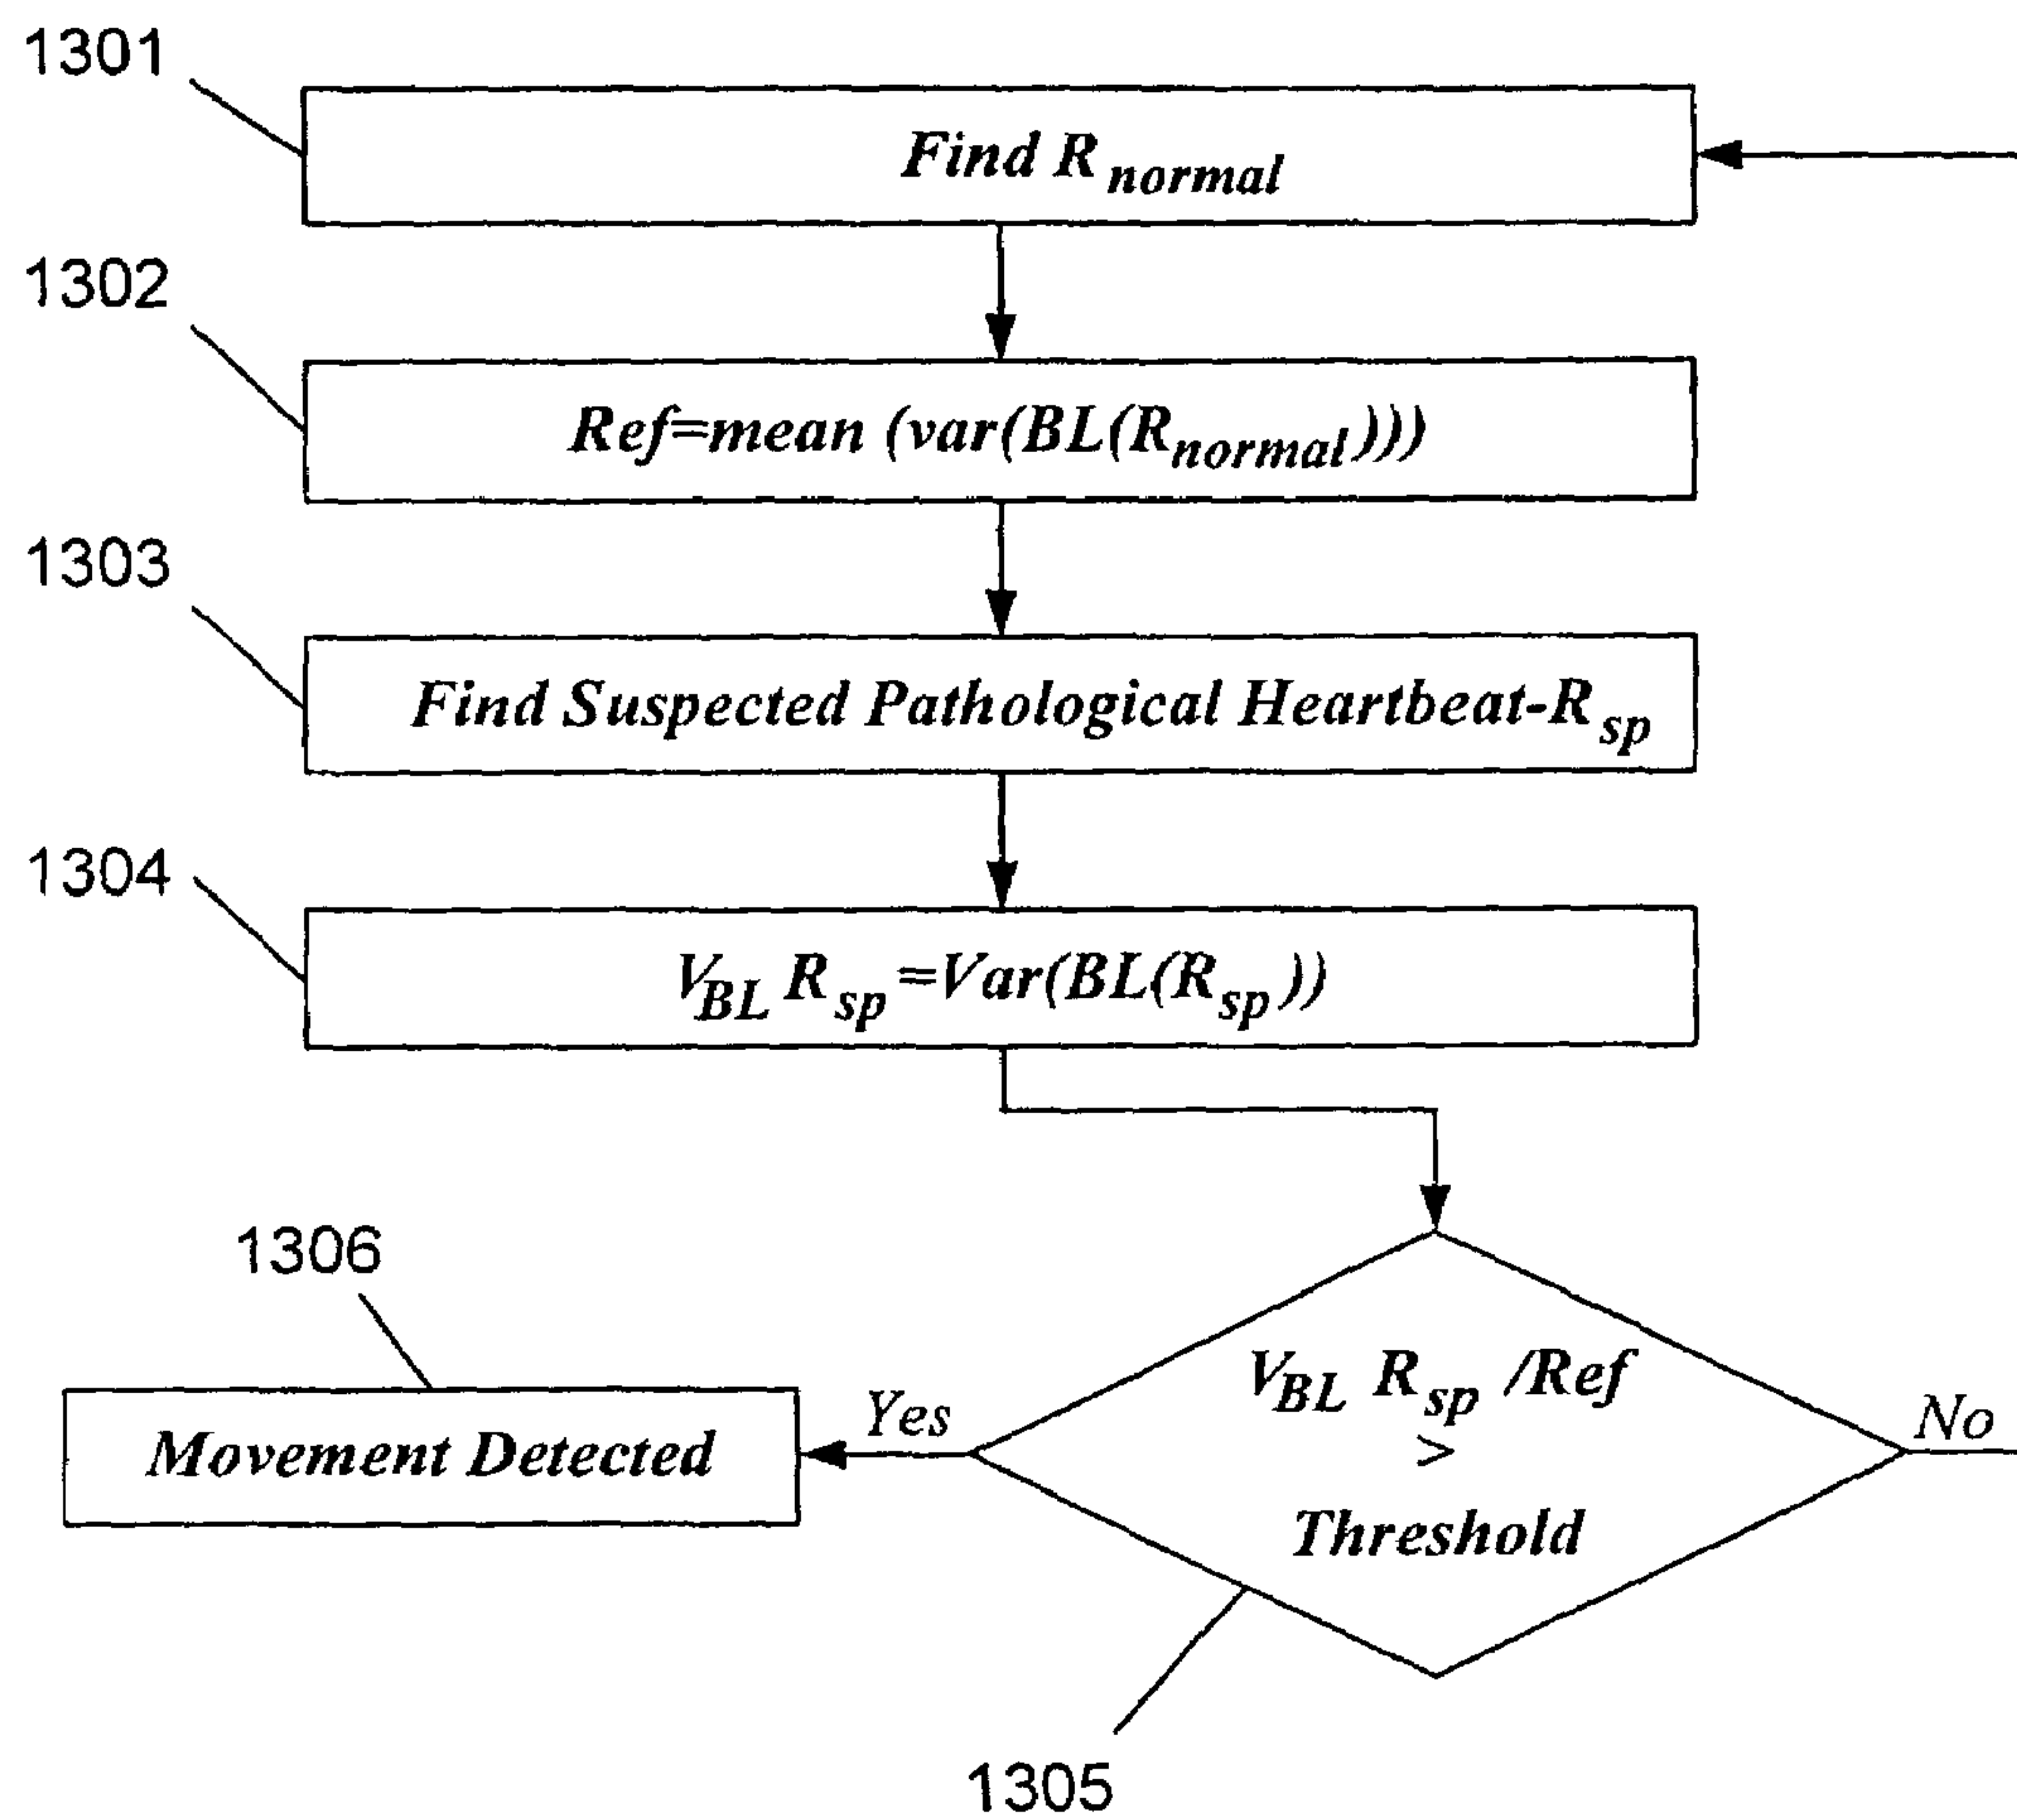 1301
Find R normal
1302
Ref=mean (var(BL(R normal)))
1303
Find Suspected Pathological Heartbeat-R sp
1304
V BL R sp =Var(BL(R sp))
1306
Movement Detected
Yes
V BL R sp /Ref
>
Threshold
No
1305